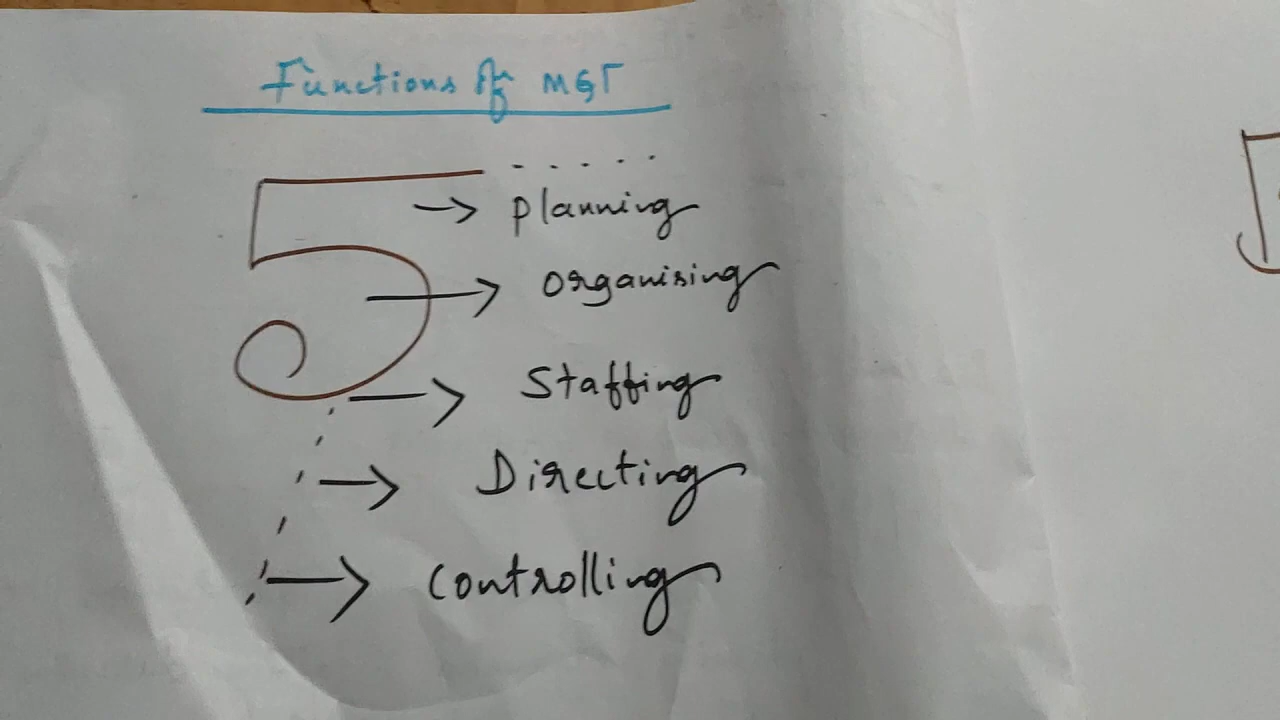 Functions of MGT
5
→ planning
→ organising
→ Staffing
→ Directing
→ controlling